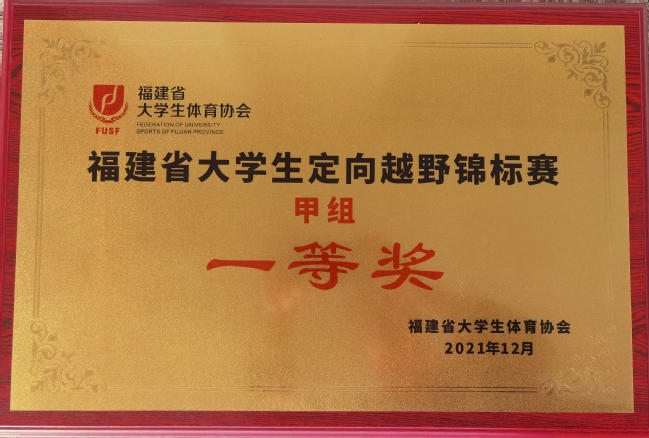 福建省
大学生体育协会
FEDERATION OF UNIVERSITY
SPORTS OF FUJIAN PROVINCE
FUSF
福建省大学生定向越野锦标赛
甲组
一等奖
福建省大学生体育协会
2021年12月